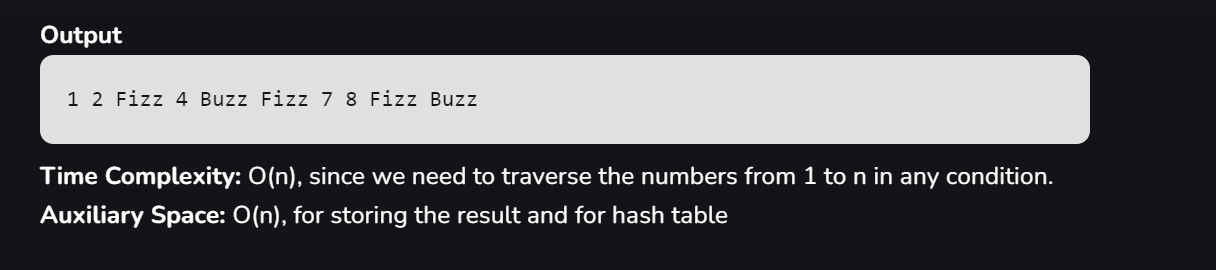 Output
1 2 Fizz 4 Buzz Fizz 7 8 Fizz Buzz
Time Complexity: O(n), since we need to traverse the numbers from 1 to n in any condition.
Auxiliary Space: O(n), for storing the result and for hash table